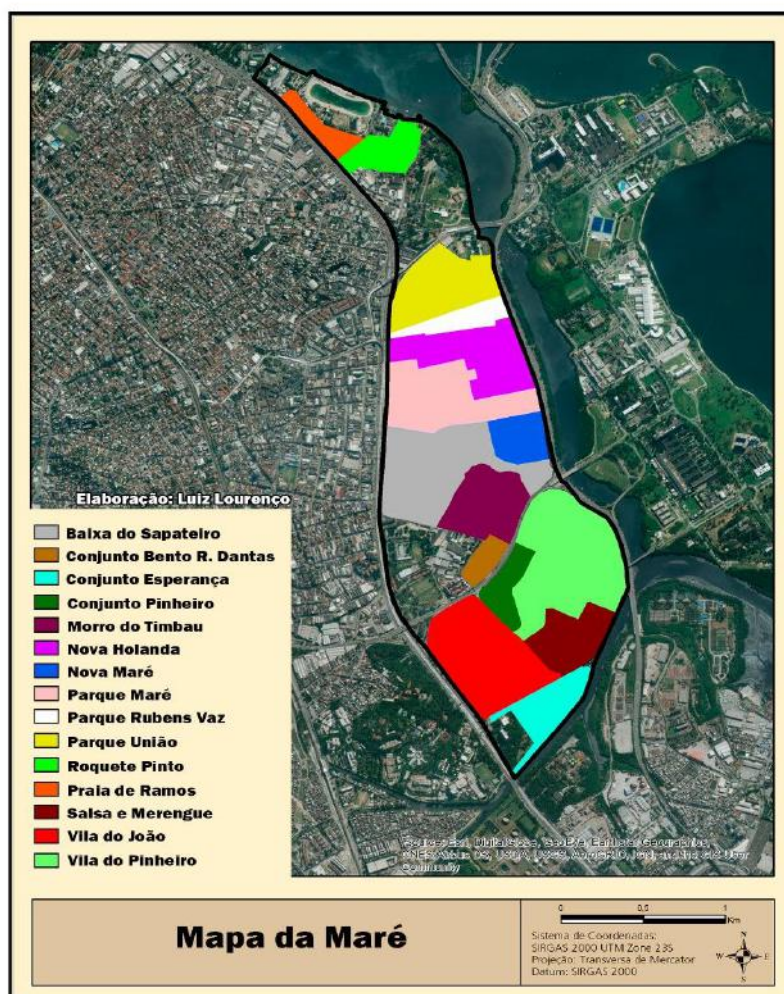 Elaboração: Luiz Lourenço
Baixa do Sapateiro
Conjunto Bento R. Dantas
Conjunto Esperança
Conjunto Pinheiro
Morro do Timbau
Nova Holanda
Nova Maré
Parque Maré
Parque Rubens Vaz
Parque União
Roquete Pinto
Praia de Ramos
Salsa e Merengue
Vila do João
Vila do Pinheiro
Community
Mapa da Maré
0 0,5 1
Km
Sistema de Coordenadas:
SIRGAS 2000 UTM Zone 23S
Projeção: Transversa de Mercator
Datum: SIRGAS 2000
N
W E
S